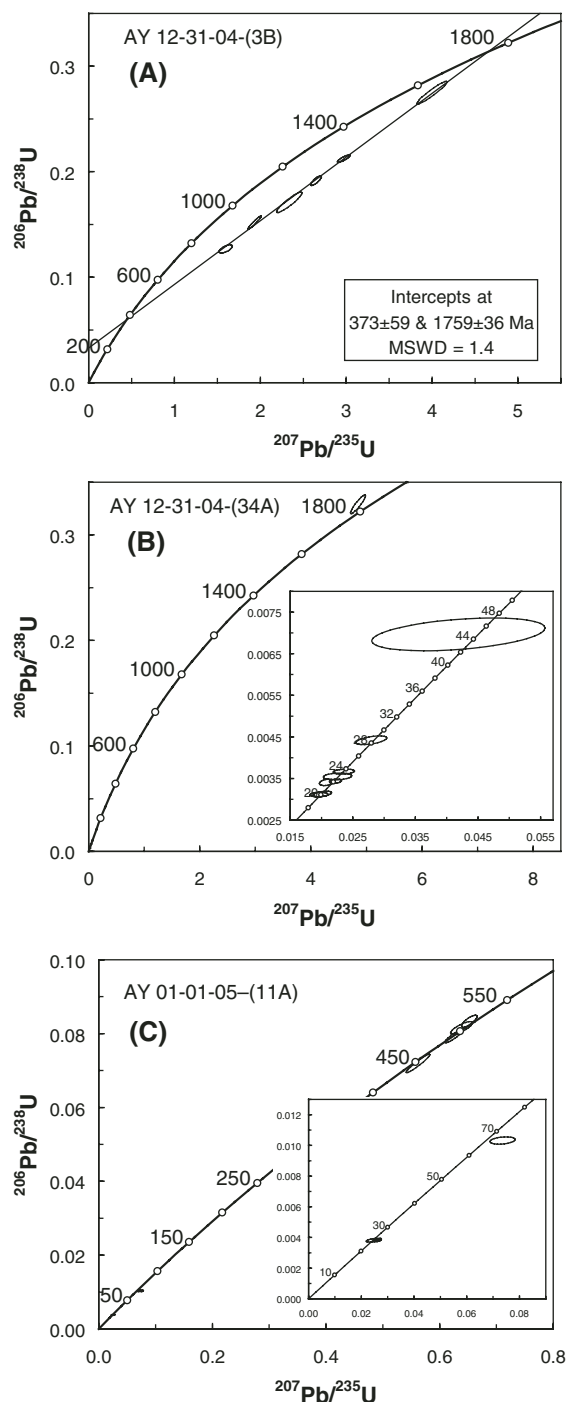 AY 12-31-04-(3B)
(A)
1800
0.3
1400
0.2
1000
600
0.1
200
0.0
0 1 2 3 4 5
Intercepts at
373±59 & 1759±36 Ma
MSWD = 1.4
²⁰⁶Pb/²³⁸U
²⁰⁷Pb/²³⁵U
AY 12-31-04-(34A)
(B)
1800
0.3
1400
0.2
1000
0.1
600
0.0
0 2 4 6 8
0.0075
0.0065
0.0055
0.0045
0.0035
0.0025
48
44
40
36
32
28
24
20
0.015 0.025 0.035 0.045 0.055
²⁰⁶Pb/²³⁸U
²⁰⁷Pb/²³⁵U
0.10
AY 01-01-05–(11A)
(C)
550
0.08
450
0.06
0.04
250
0.02
150
50
0.00
0.0 0.2 0.4 0.6 0.8
0.012
0.010
0.008
0.006
0.004
0.002
0.000
70
50
30
10
0.00 0.02 0.04 0.06 0.08
²⁰⁶Pb/²³⁸U
²⁰⁷Pb/²³⁵U